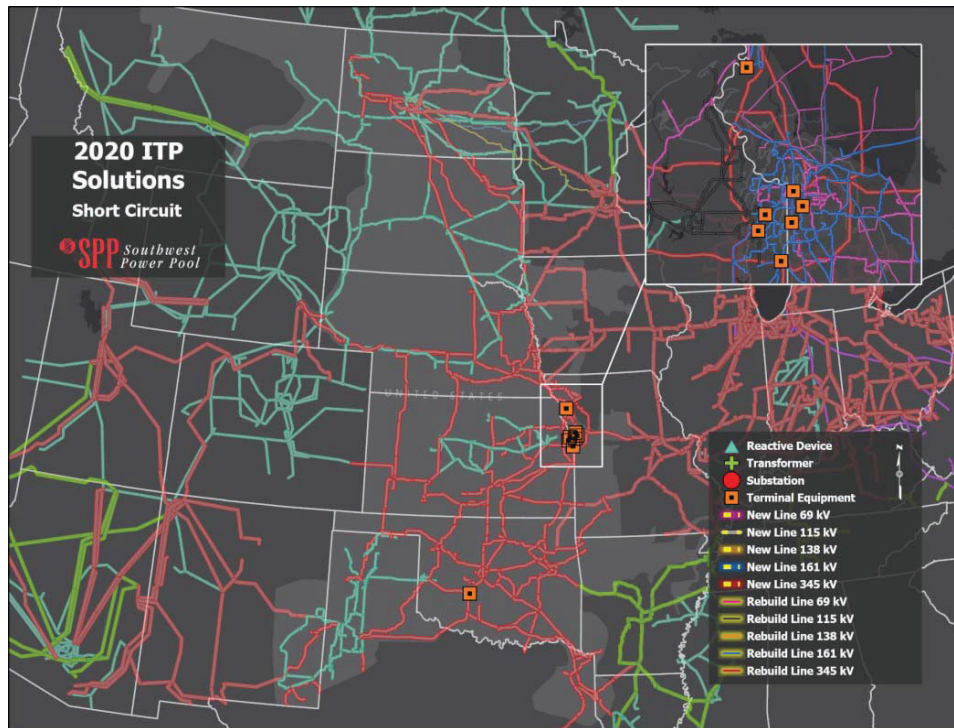 2020 ITP
Solutions
Short Circuit
SPP Southwest
Power Pool
UNITED STATES
Reactive Device
Transformer
Substation
Terminal Equipment
New Line 69 kV
New Line 115 kV
New Line 138 kV
New Line 161 kV
New Line 345 kV
Rebuild Line 69 kV
Rebuild Line 115 kV
Rebuild Line 138 kV
Rebuild Line 161 kV
Rebuild Line 345 kV
N